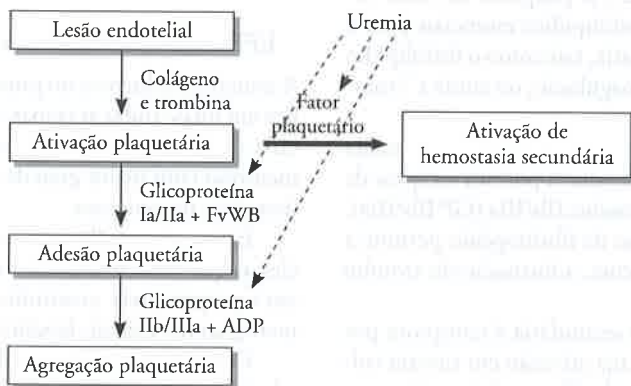 Lesão endotelial
Uremia
Colágeno
e trombina
Fator
plaquetário
Ativação plaquetária
Ativação de
hemostasia secundária
Glicoproteína
Ia/IIa + FvWB
Adesão plaquetária
Glicoproteína
IIb/IIIa + ADP
Agregação plaquetária